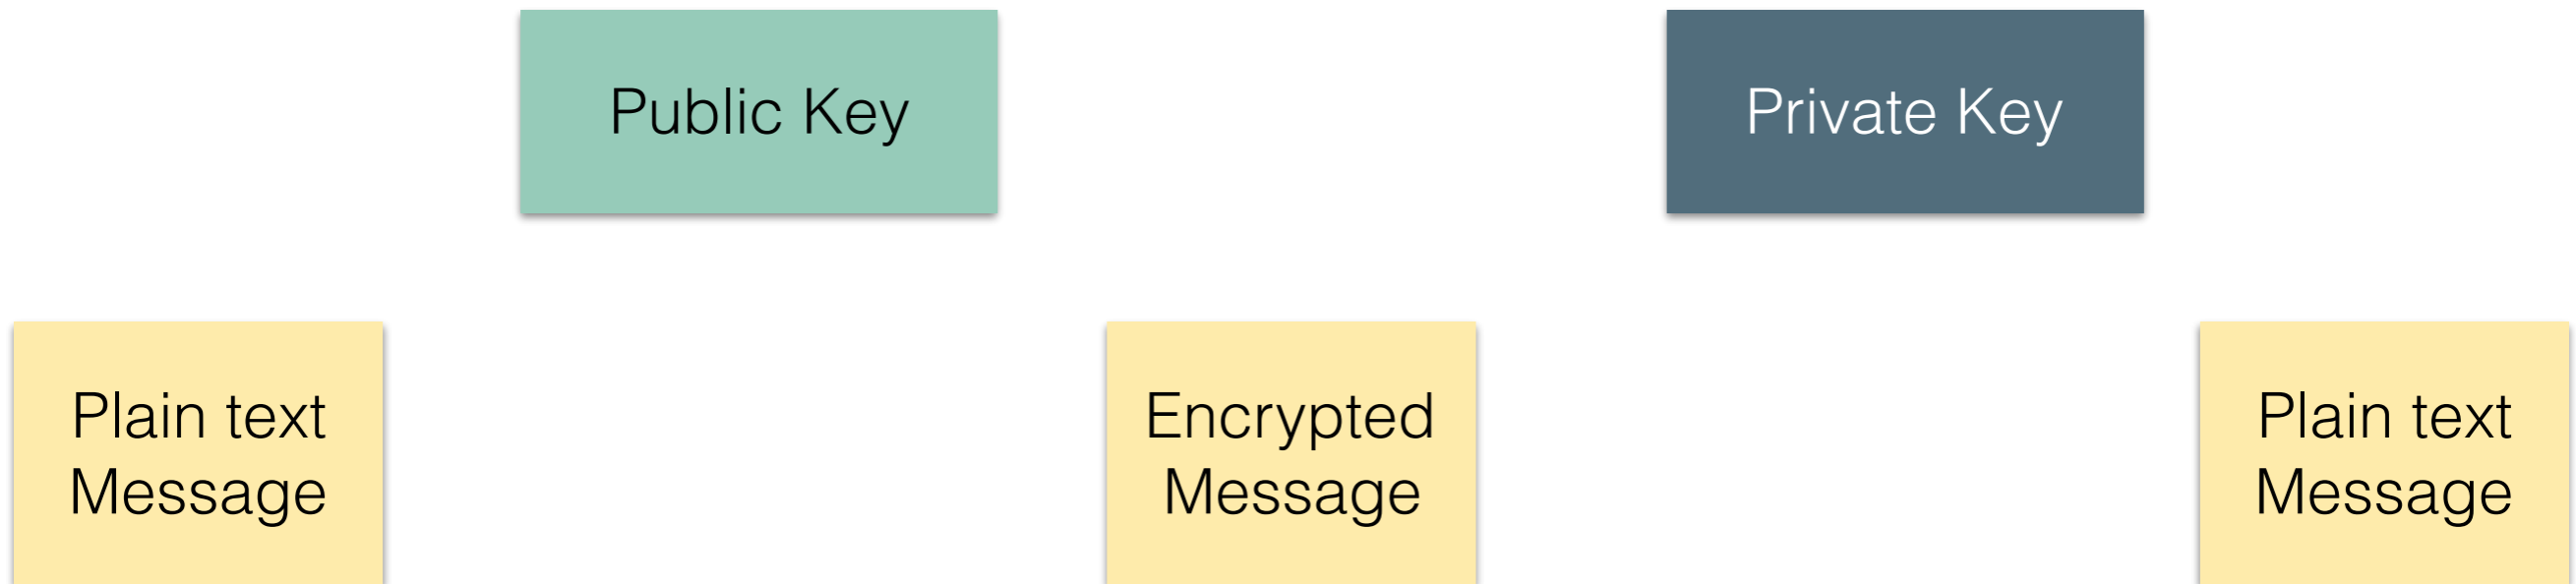 Public Key
Private Key
Plain text
Message
Encrypted
Message
Plain text
Message